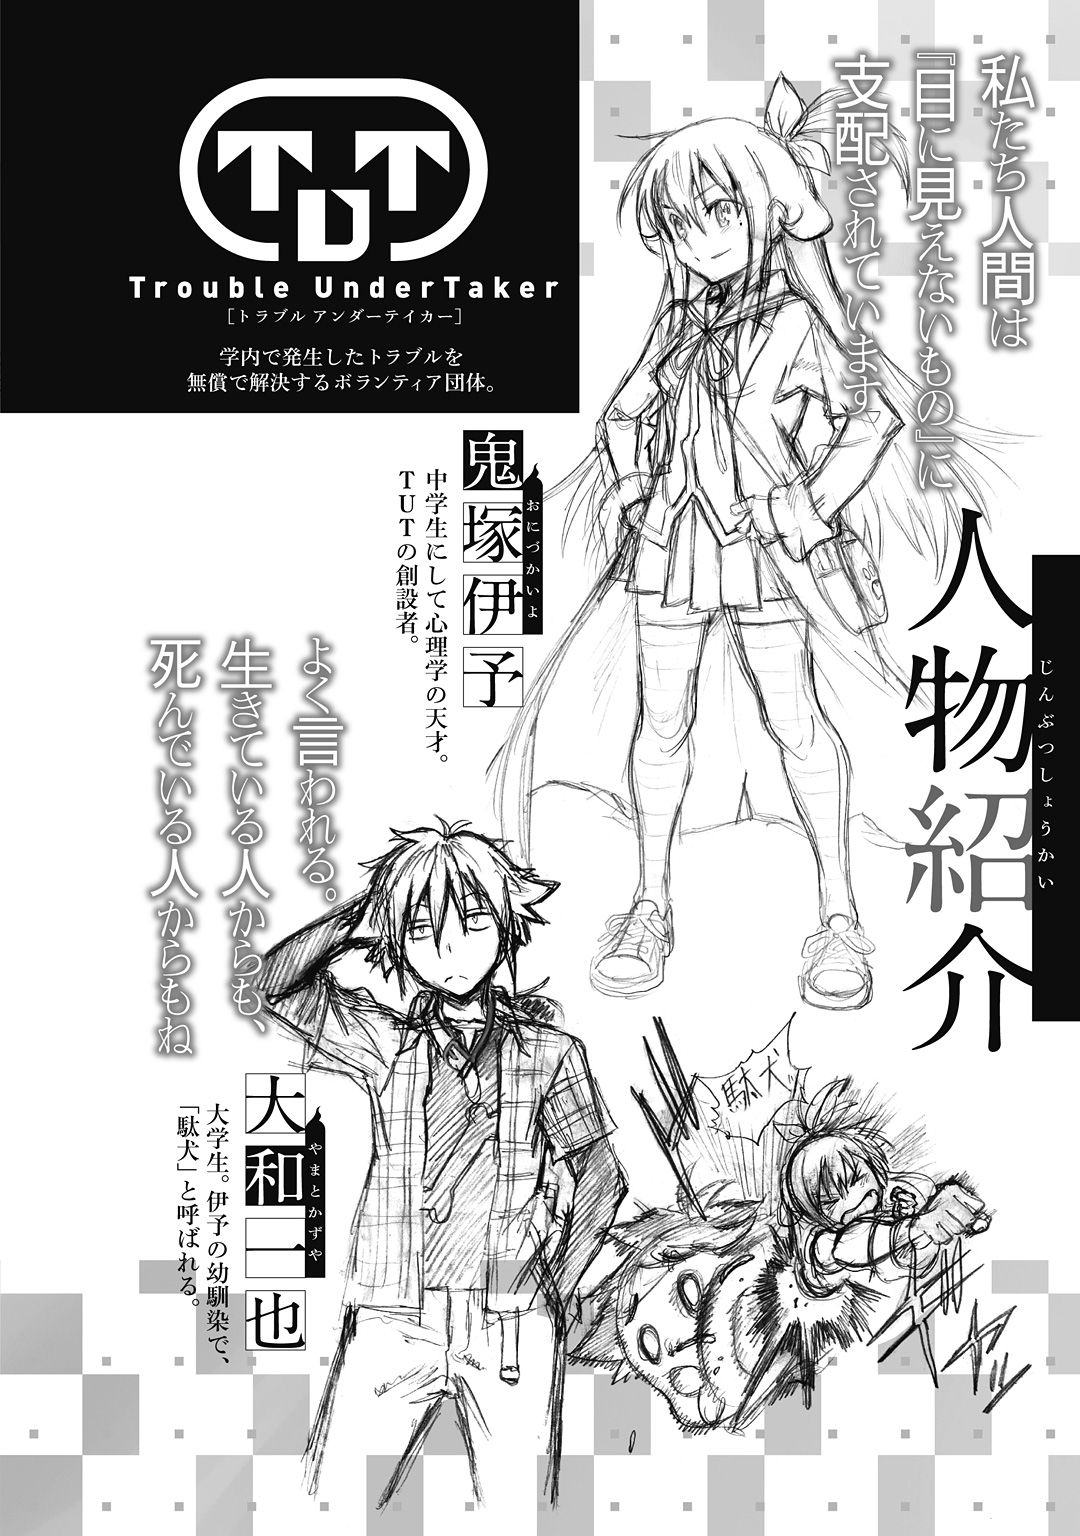 人物紹介
じんぶつしょうかい
私たち人間は
『目に見えないもの』に
支配されています。
TUT
Trouble UnderTaker
[トラブル アンダーテイカー]
学内で発生したトラブルを
無償で解決するボランティア団体。
鬼塚伊予
おにづかいよ
中学生にして心理学の天才。
TUTの創設者。
よく言われる。
生きている人からも、
死んでいる人からもね
大和一也
やまとかずや
大学生。伊予の幼馴染で、
「駄犬」と呼ばれる。
駄犬